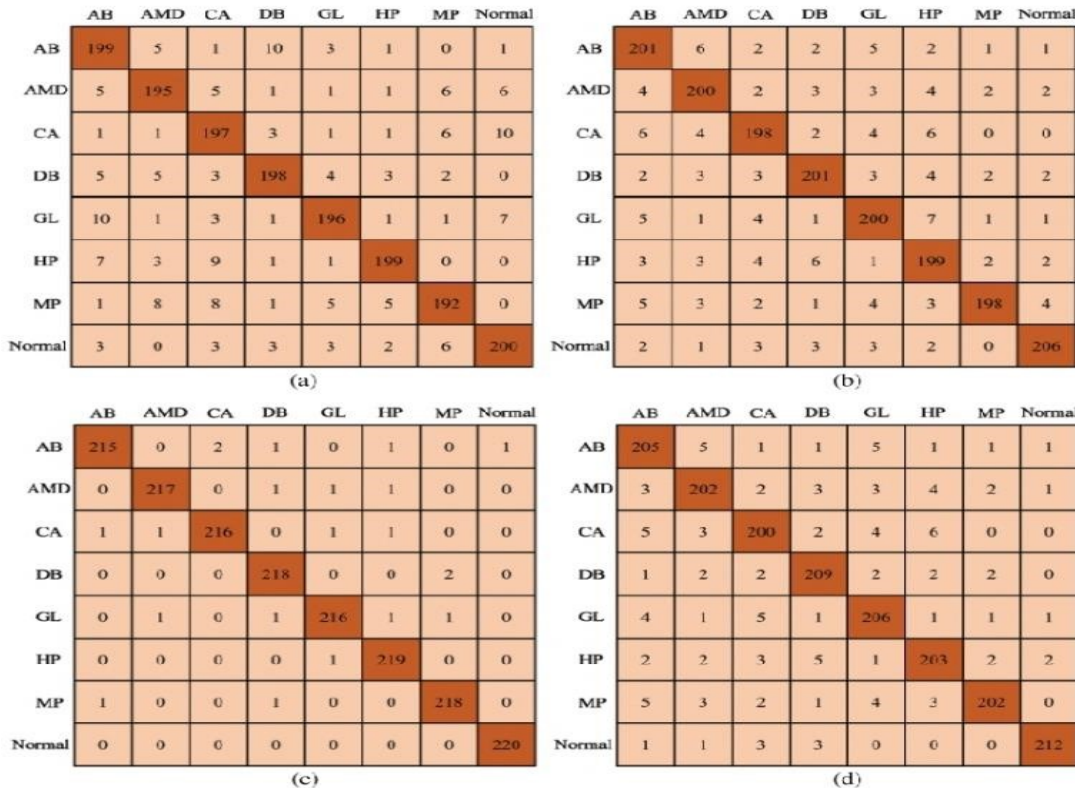 AB AMD CA DB GL HP MP Normal
AB 199 5 1 10 3 1 0 1
AMD 5 195 5 1 1 1 6 6
CA 1 1 197 3 1 1 6 10
DB 5 5 3 198 4 3 2 0
GL 10 1 3 1 196 1 1 7
HP 7 3 9 1 1 199 0 0
MP 1 8 8 1 5 5 192 0
Normal 3 0 3 3 3 2 6 200
(a)
AB AMD CA DB GL HP MP Normal
AB 201 6 2 2 5 2 1 1
AMD 4 200 2 3 3 4 2 2
CA 6 4 198 2 4 6 0 0
DB 2 3 3 201 3 4 2 2
GL 5 1 4 1 200 7 1 1
HP 3 3 4 6 1 199 2 2
MP 5 3 2 1 4 3 198 4
Normal 2 1 3 3 3 2 0 206
(b)
AB AMD CA DB GL HP MP Normal
AB 215 0 2 1 0 1 0 1
AMD 0 217 0 1 1 1 0 0
CA 1 1 216 0 1 1 0 0
DB 0 0 0 218 0 0 2 0
GL 0 1 0 1 216 1 1 0
HP 0 0 0 0 1 219 0 0
MP 1 0 0 1 0 0 218 0
Normal 0 0 0 0 0 0 0 220
(c)
AB AMD CA DB GL HP MP Normal
AB 205 5 1 1 5 1 1 1
AMD 3 202 2 3 3 4 2 1
CA 5 3 200 2 4 6 0 0
DB 1 2 2 209 2 2 2 0
GL 4 1 5 1 206 1 1 1
HP 2 2 3 5 1 203 2 2
MP 5 3 2 1 4 3 202 0
Normal 1 1 3 3 0 0 0 212
(d)